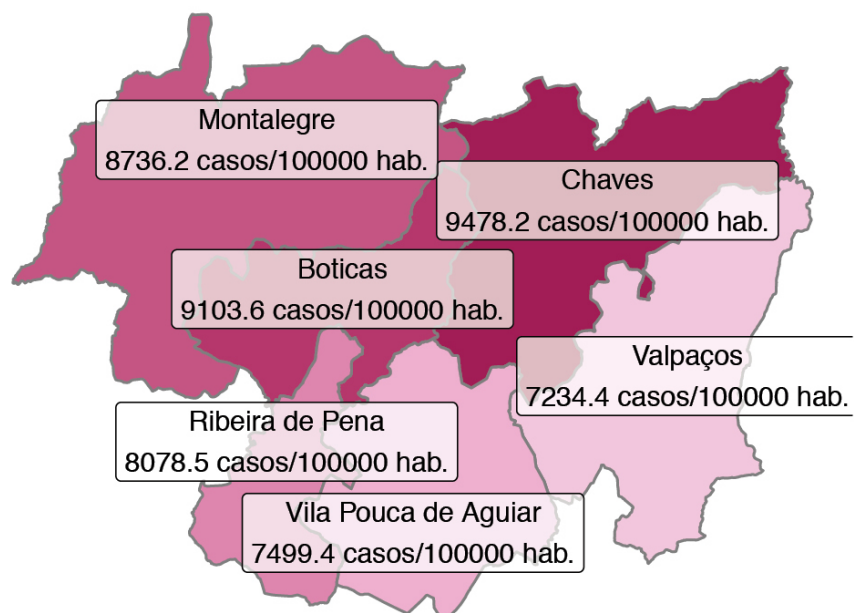 Montalegre
8736.2 casos/100000 hab.
Chaves
9478.2 casos/100000 hab.
Boticas
9103.6 casos/100000 hab.
Valpaços
7234.4 casos/100000 hab.
Ribeira de Pena
8078.5 casos/100000 hab.
Vila Pouca de Aguiar
7499.4 casos/100000 hab.